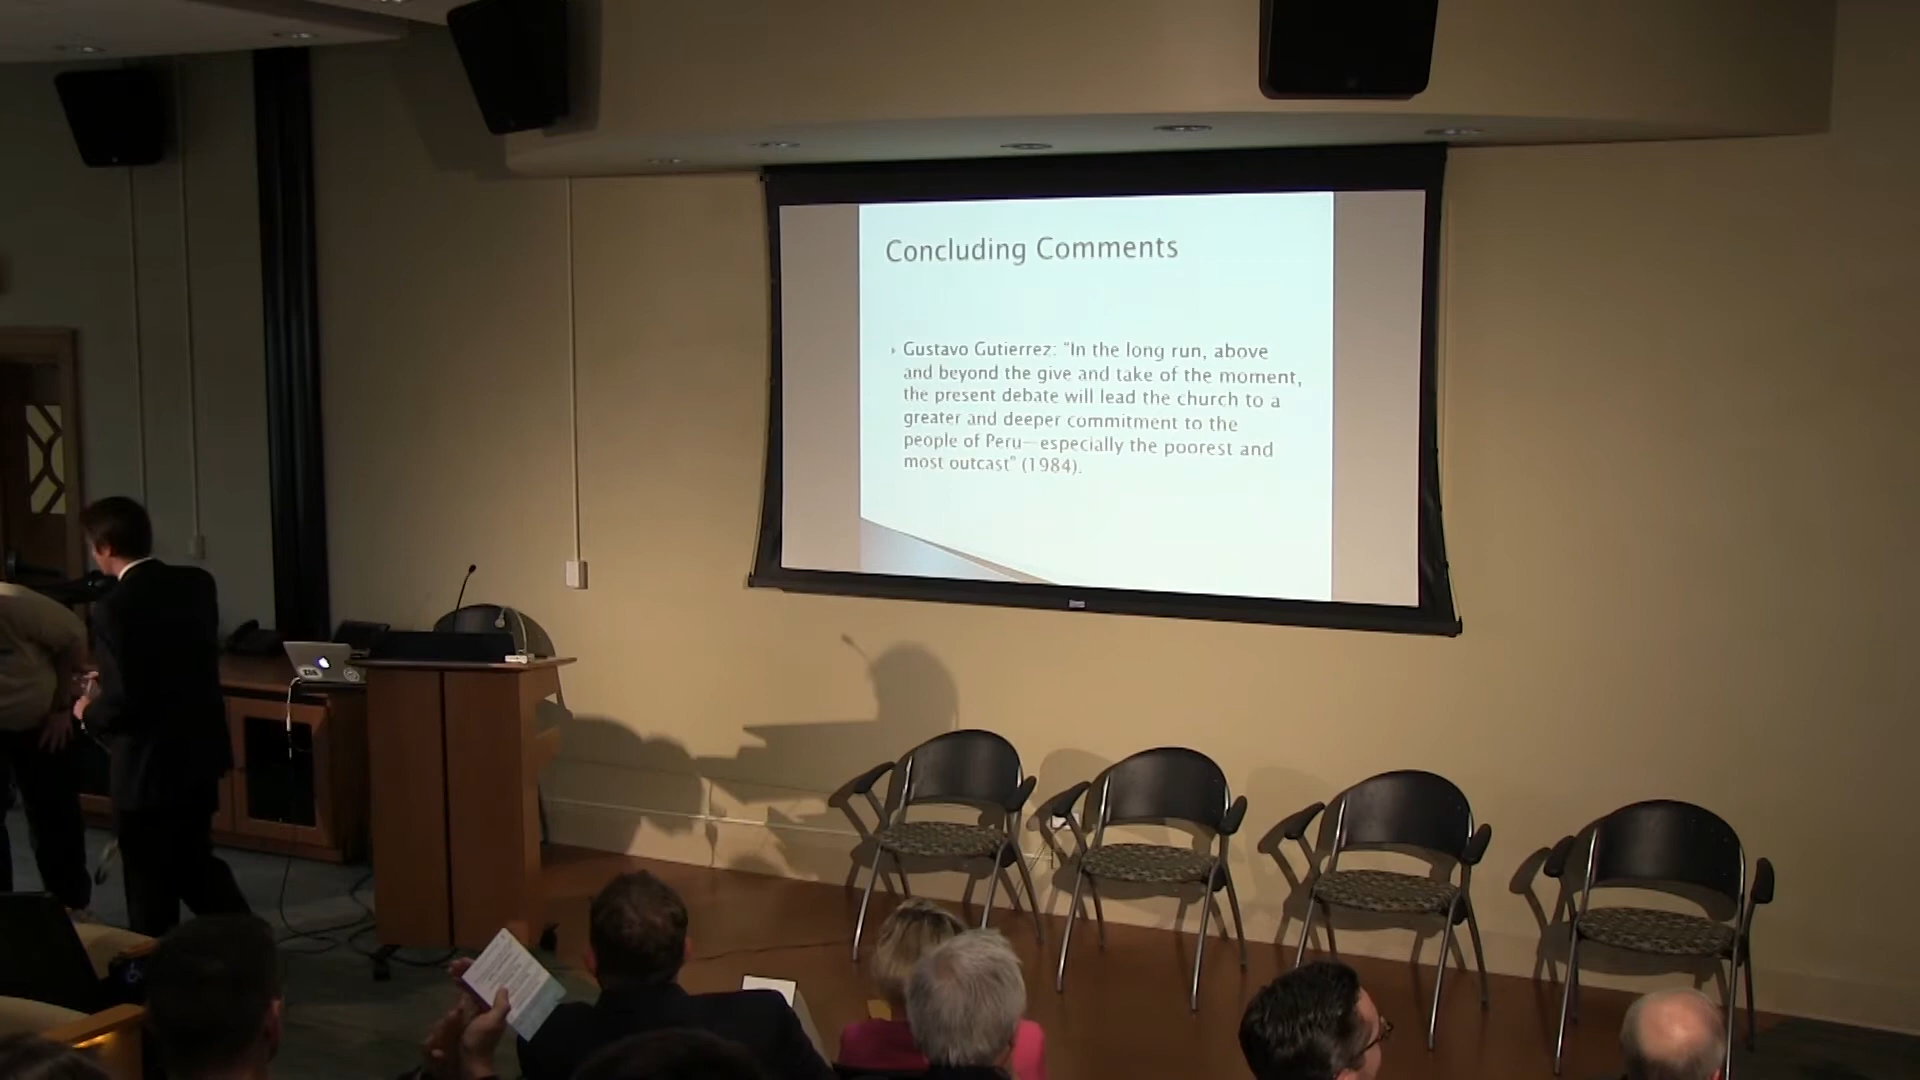 Concluding Comments
Gustavo Gutierrez: “In the long run, above
and beyond the give and take of the moment,
the present debate will lead the church to a
greater and deeper commitment to the
people of Peru—especially the poorest and
most outcast” (1984).